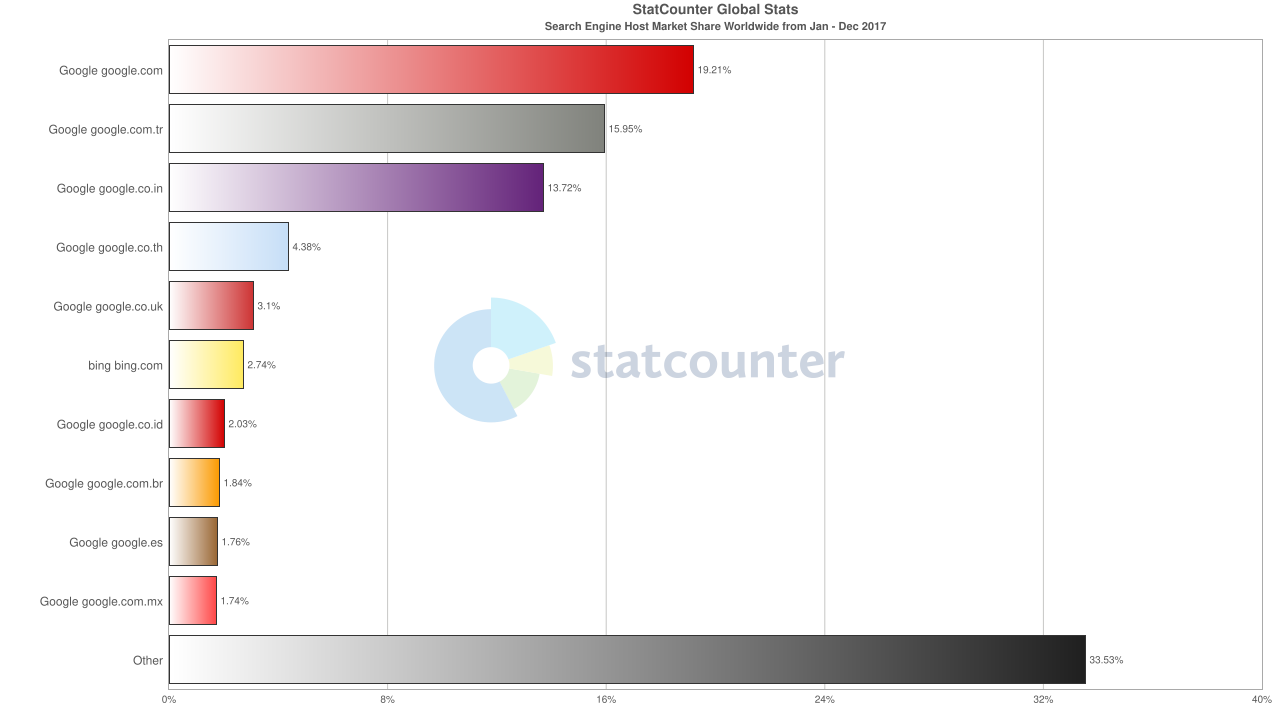 StatCounter Global Stats
Search Engine Host Market Share Worldwide from Jan - Dec 2017
Google google.com 19.21%
Google google.com.tr 15.95%
Google google.co.in 13.72%
Google google.co.th 4.38%
Google google.co.uk 3.1%
bing bing.com 2.74%
statcounter
Google google.co.id 2.03%
Google google.com.br 1.84%
Google google.es 1.76%
Google google.com.mx 1.74%
Other 33.53%
0% 8% 16% 24% 32% 40%